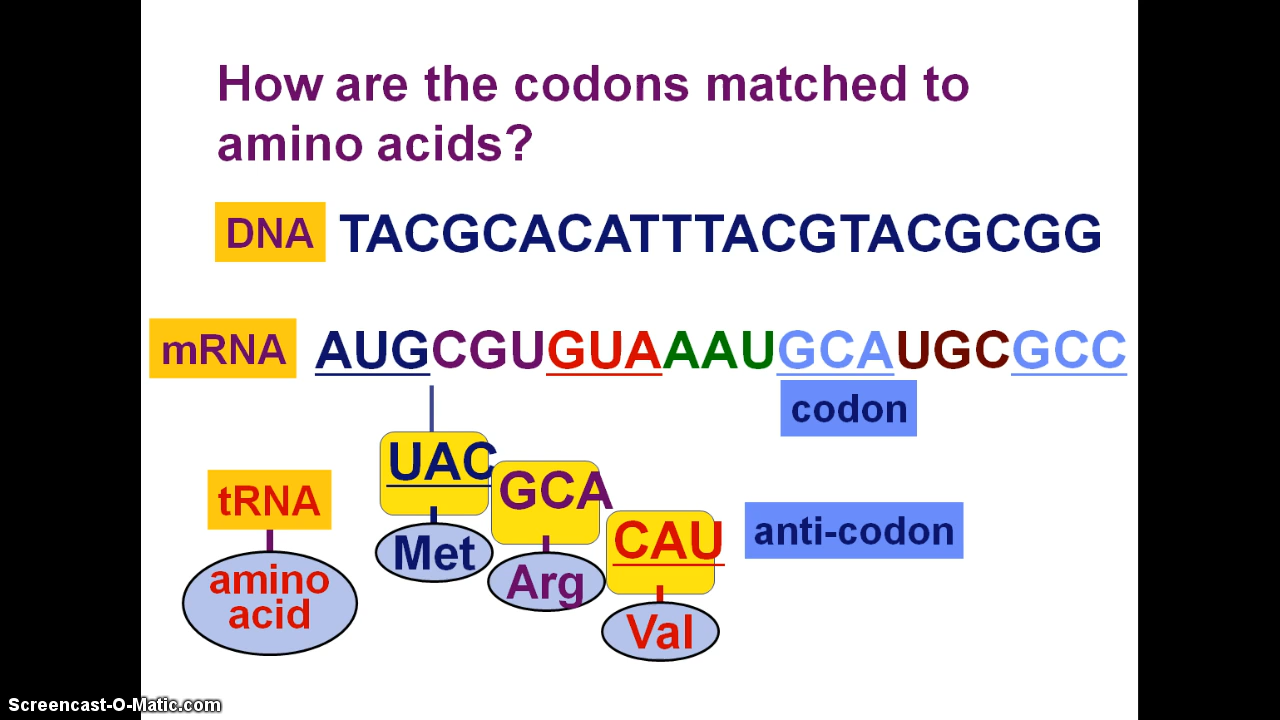 How are the codons matched to
amino acids?
DNA TACGCACATTTACGTACGCGG
mRNA AUGCGUGUAAAUGCAUGCGCC
codon
UAC
GCA
tRNA
CAU
anti-codon
Met
amino
acid
Arg
Val
Screencast-O-Matic.com